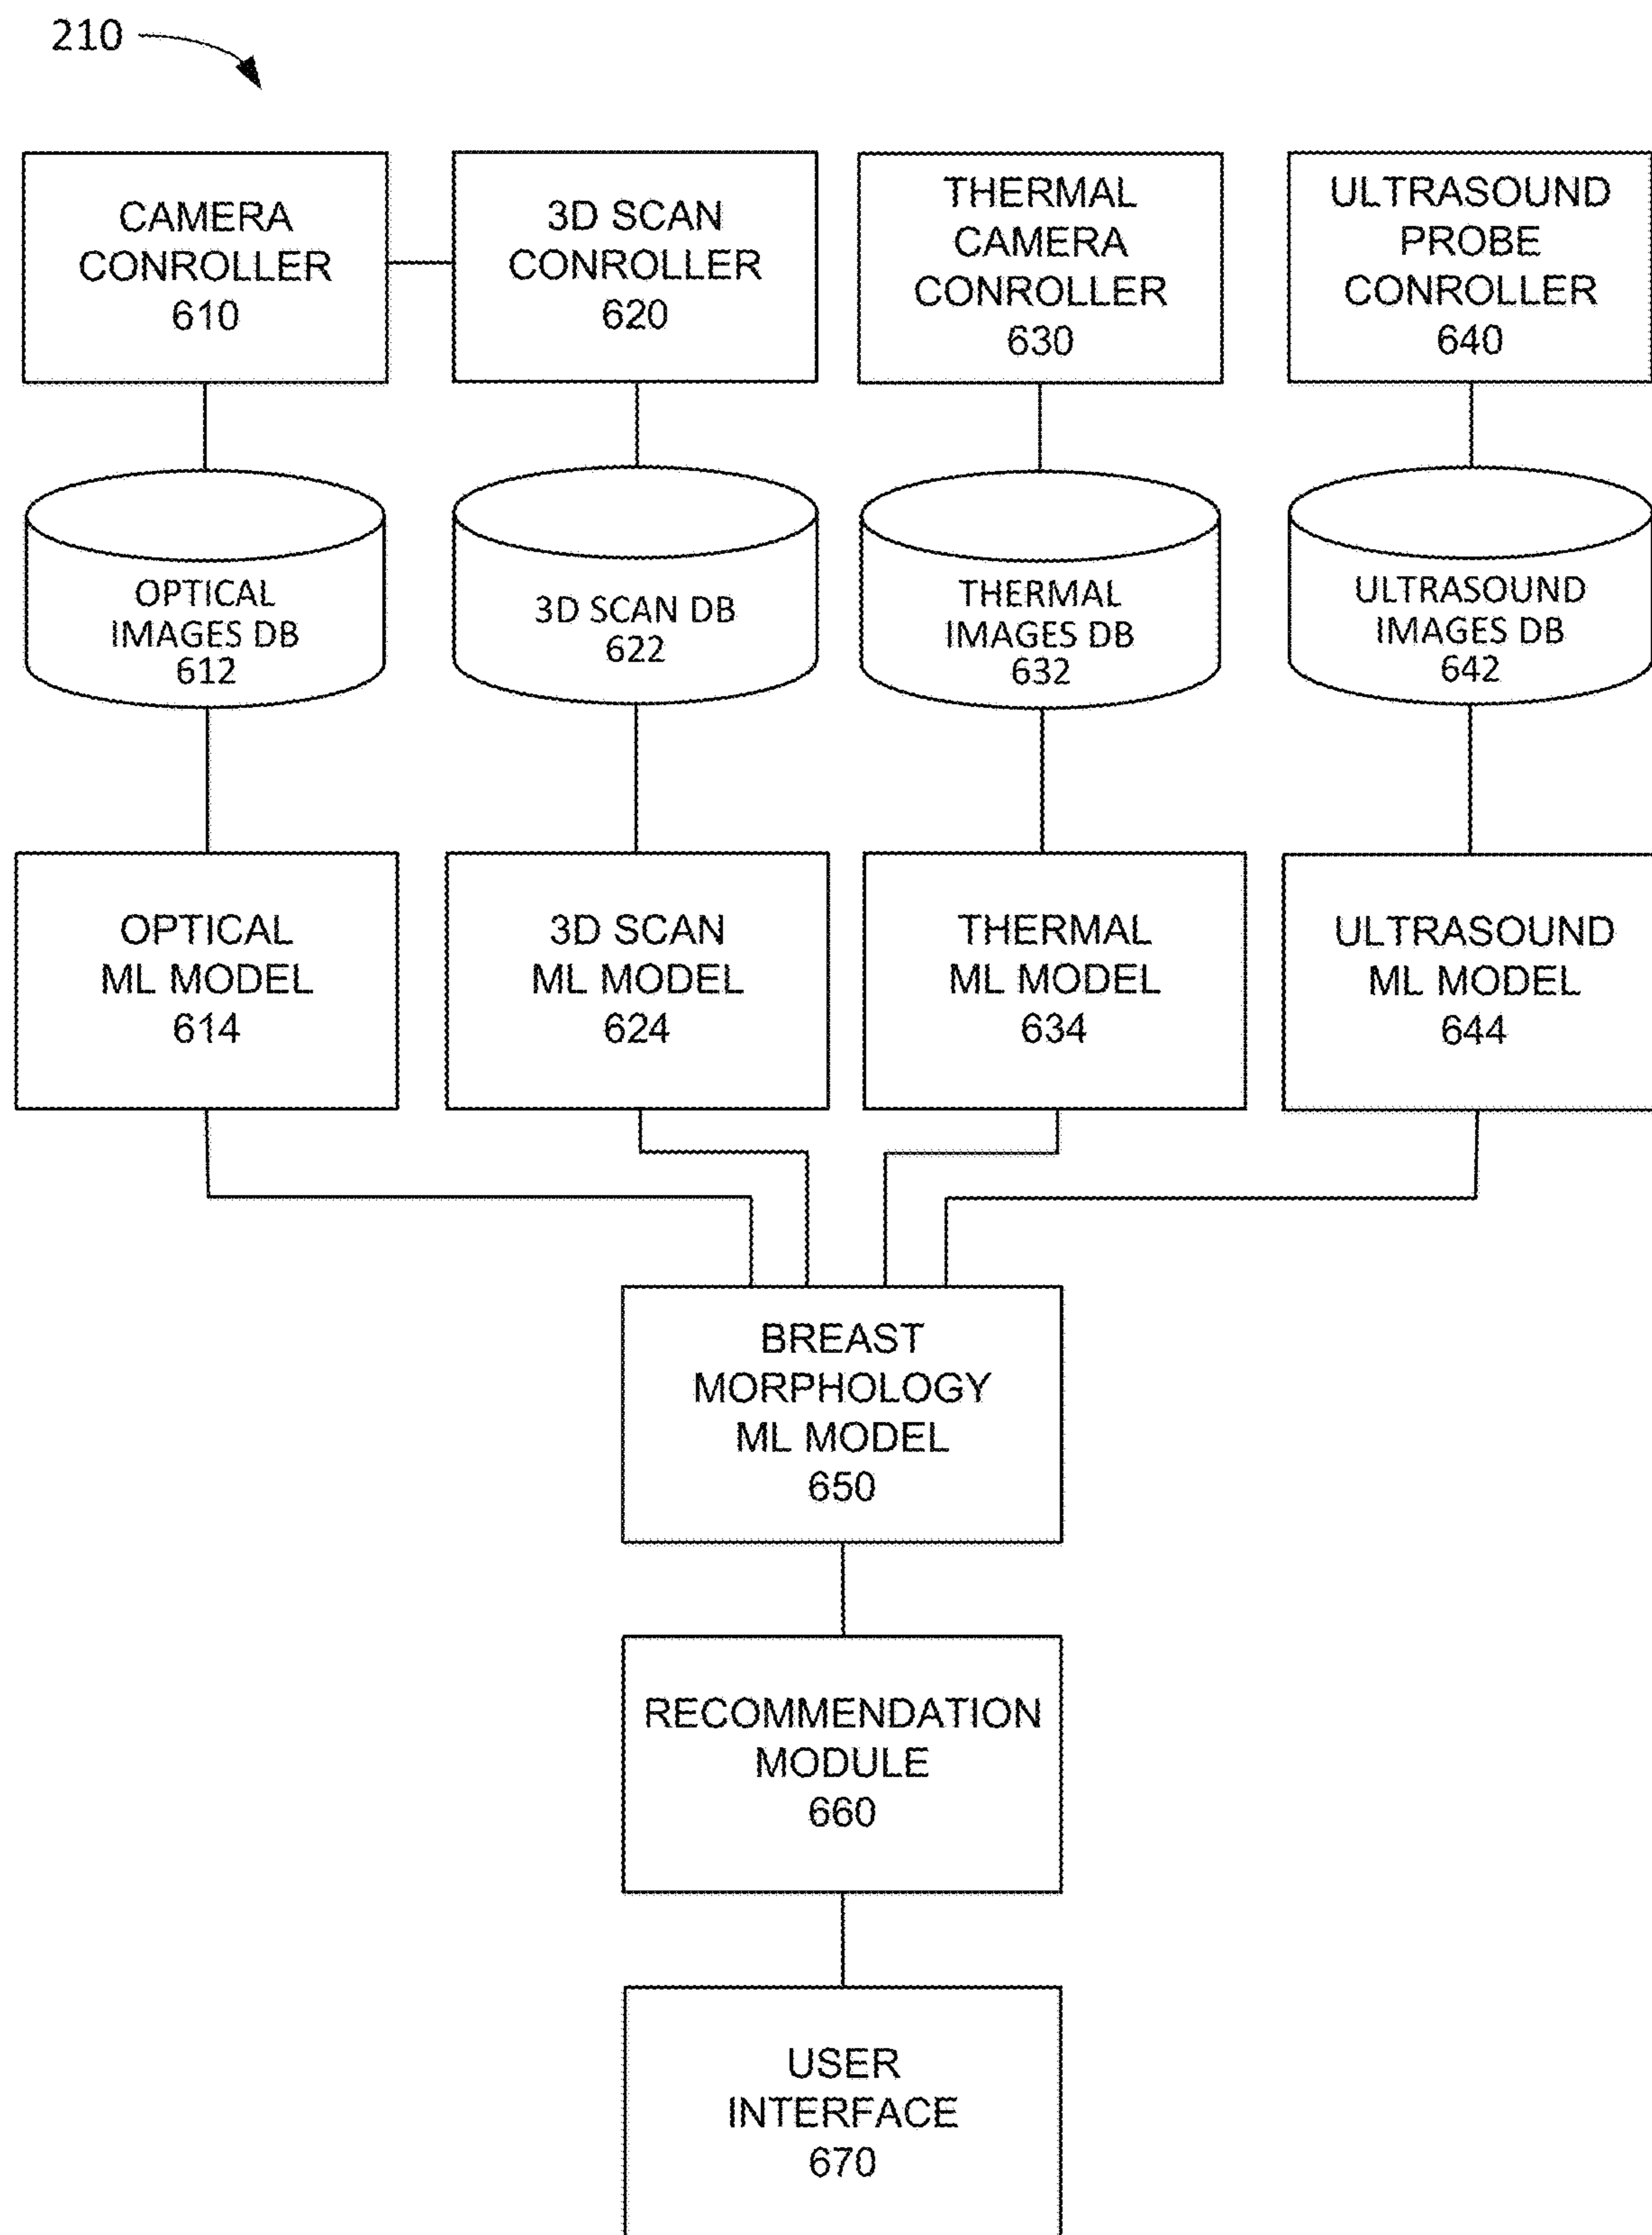 210
CAMERA
CONROLLER
610
3D SCAN
CONROLLER
620
THERMAL
CAMERA
CONROLLER
630
ULTRASOUND
PROBE
CONROLLER
640
OPTICAL
IMAGES DB
612
3D SCAN DB
622
THERMAL
IMAGES DB
632
ULTRASOUND
IMAGES DB
642
OPTICAL
ML MODEL
614
3D SCAN
ML MODEL
624
THERMAL
ML MODEL
634
ULTRASOUND
ML MODEL
644
BREAST
MORPHOLOGY
ML MODEL
650
RECOMMENDATION
MODULE
660
USER
INTERFACE
670